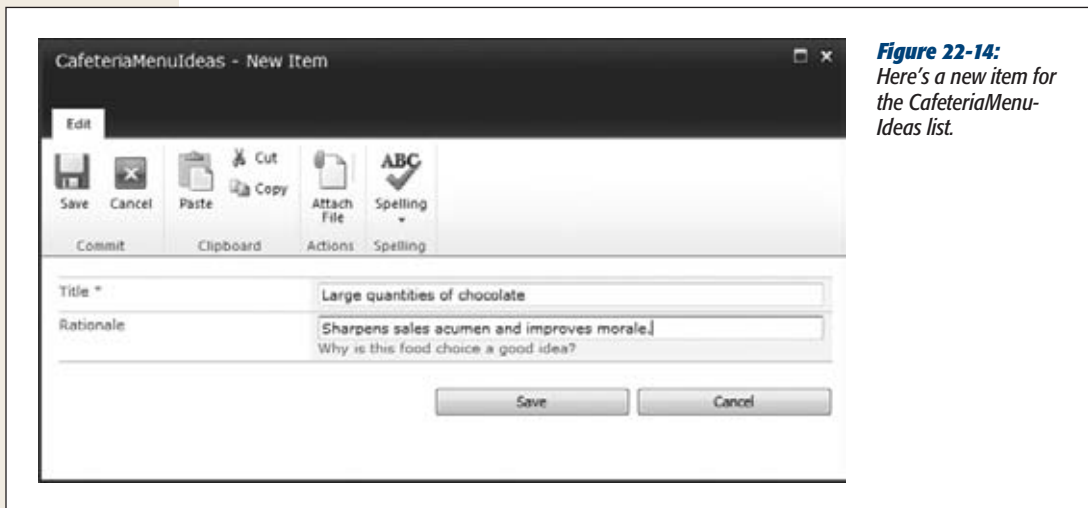 CafeteriaMenuIdeas - New Item
Edit
Save
Cancel
Paste
Cut
Copy
Attach
File
ABC
Spelling
Commit
Clipboard
Actions
Spelling
Title *
Large quantities of chocolate
Rationale
Sharpens sales acumen and improves morale.
Why is this food choice a good idea?
Save
Cancel
Figure 22-14:
Here's a new item for
the CafeteriaMenu-
Ideas list.